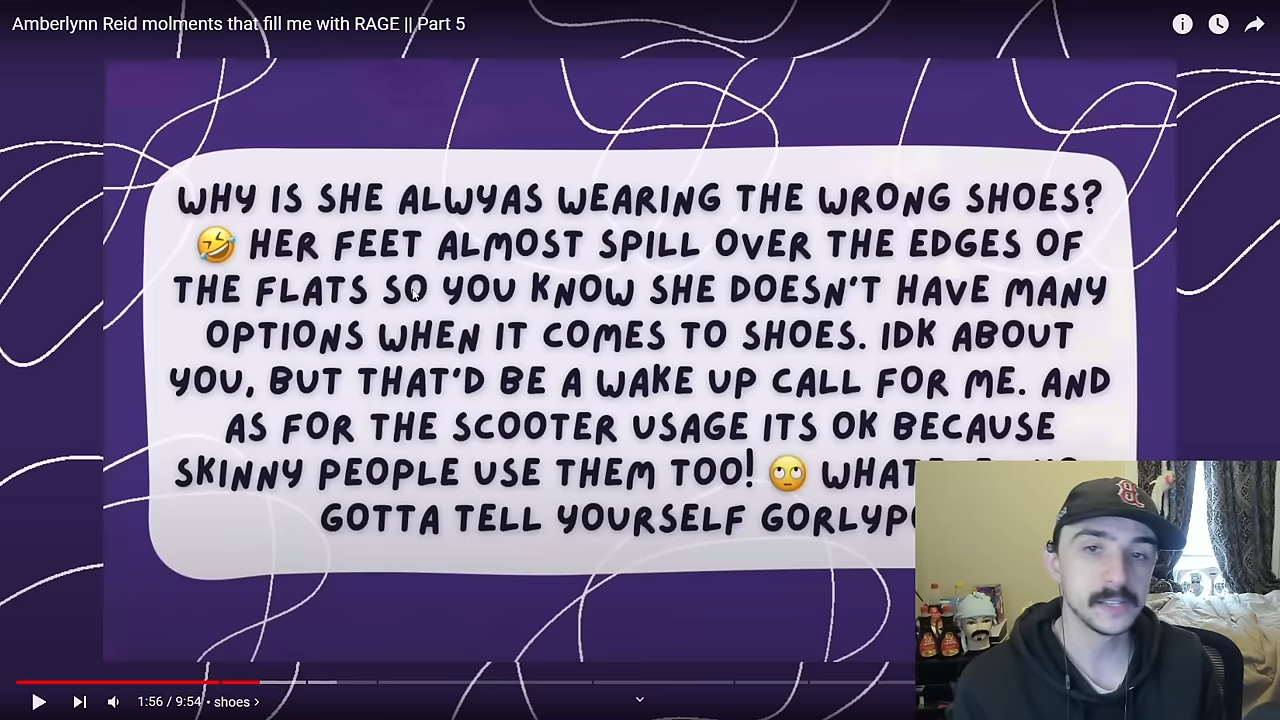 Amberlynn Reid molments that fill me with RAGE || Part 5
WHY IS SHE ALWYAS WEARING THE WRONG SHOES?
🤣 HER FEET ALMOST SPILL OVER THE EDGES OF
THE FLATS SO YOU KNOW SHE DOESN'T HAVE MANY
OPTIONS WHEN IT COMES TO SHOES. IDK ABOUT
YOU, BUT THAT'D BE A WAKE UP CALL FOR ME. AND
AS FOR THE SCOOTER USAGE ITS OK BECAUSE
SKINNY PEOPLE USE THEM TOO! 🙄
GOTTA TELL YOURSELF
B
1:56 / 9:54 • shoes >